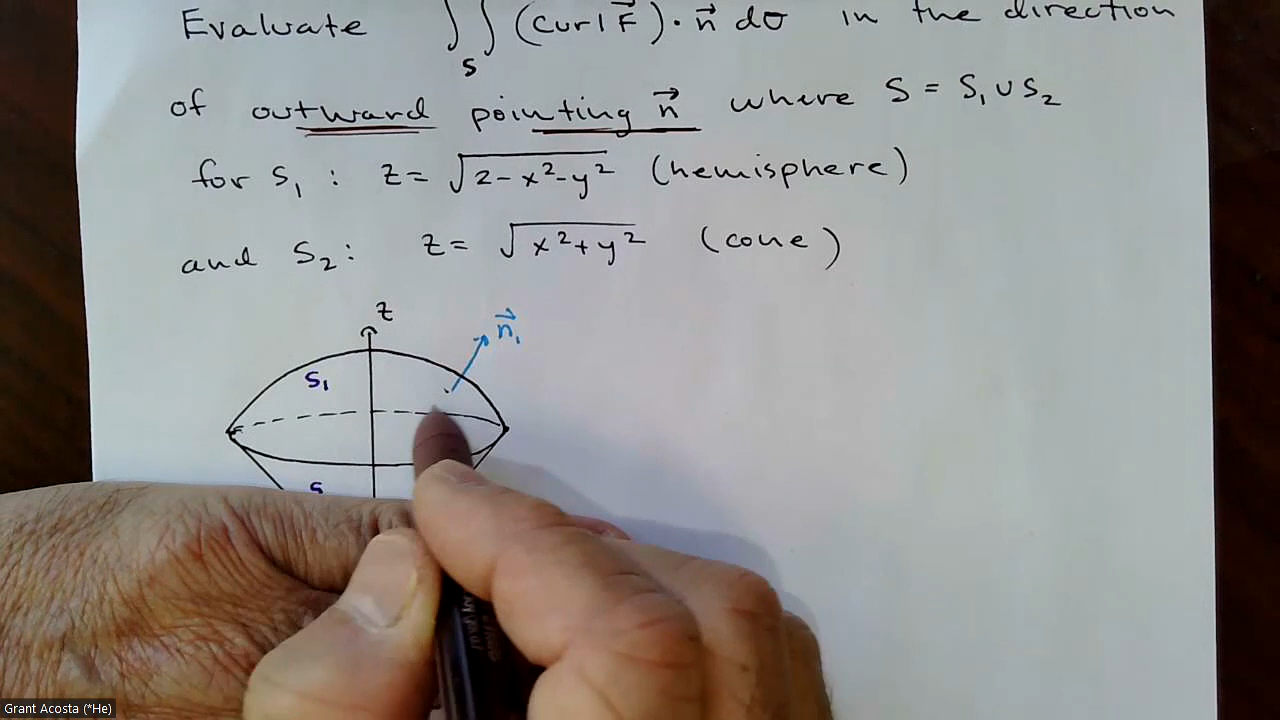 Evaluate ∬_S (curl F⃗) · n⃗ dσ in the direction
of outward pointing n⃗ where S = S₁ ∪ S₂
for S₁ : z = √(2-x²-y²) (hemisphere)
and S₂ : z = √(x²+y²) (cone)
z
n⃗₁
S₁
S
Grant Acosta (*He)